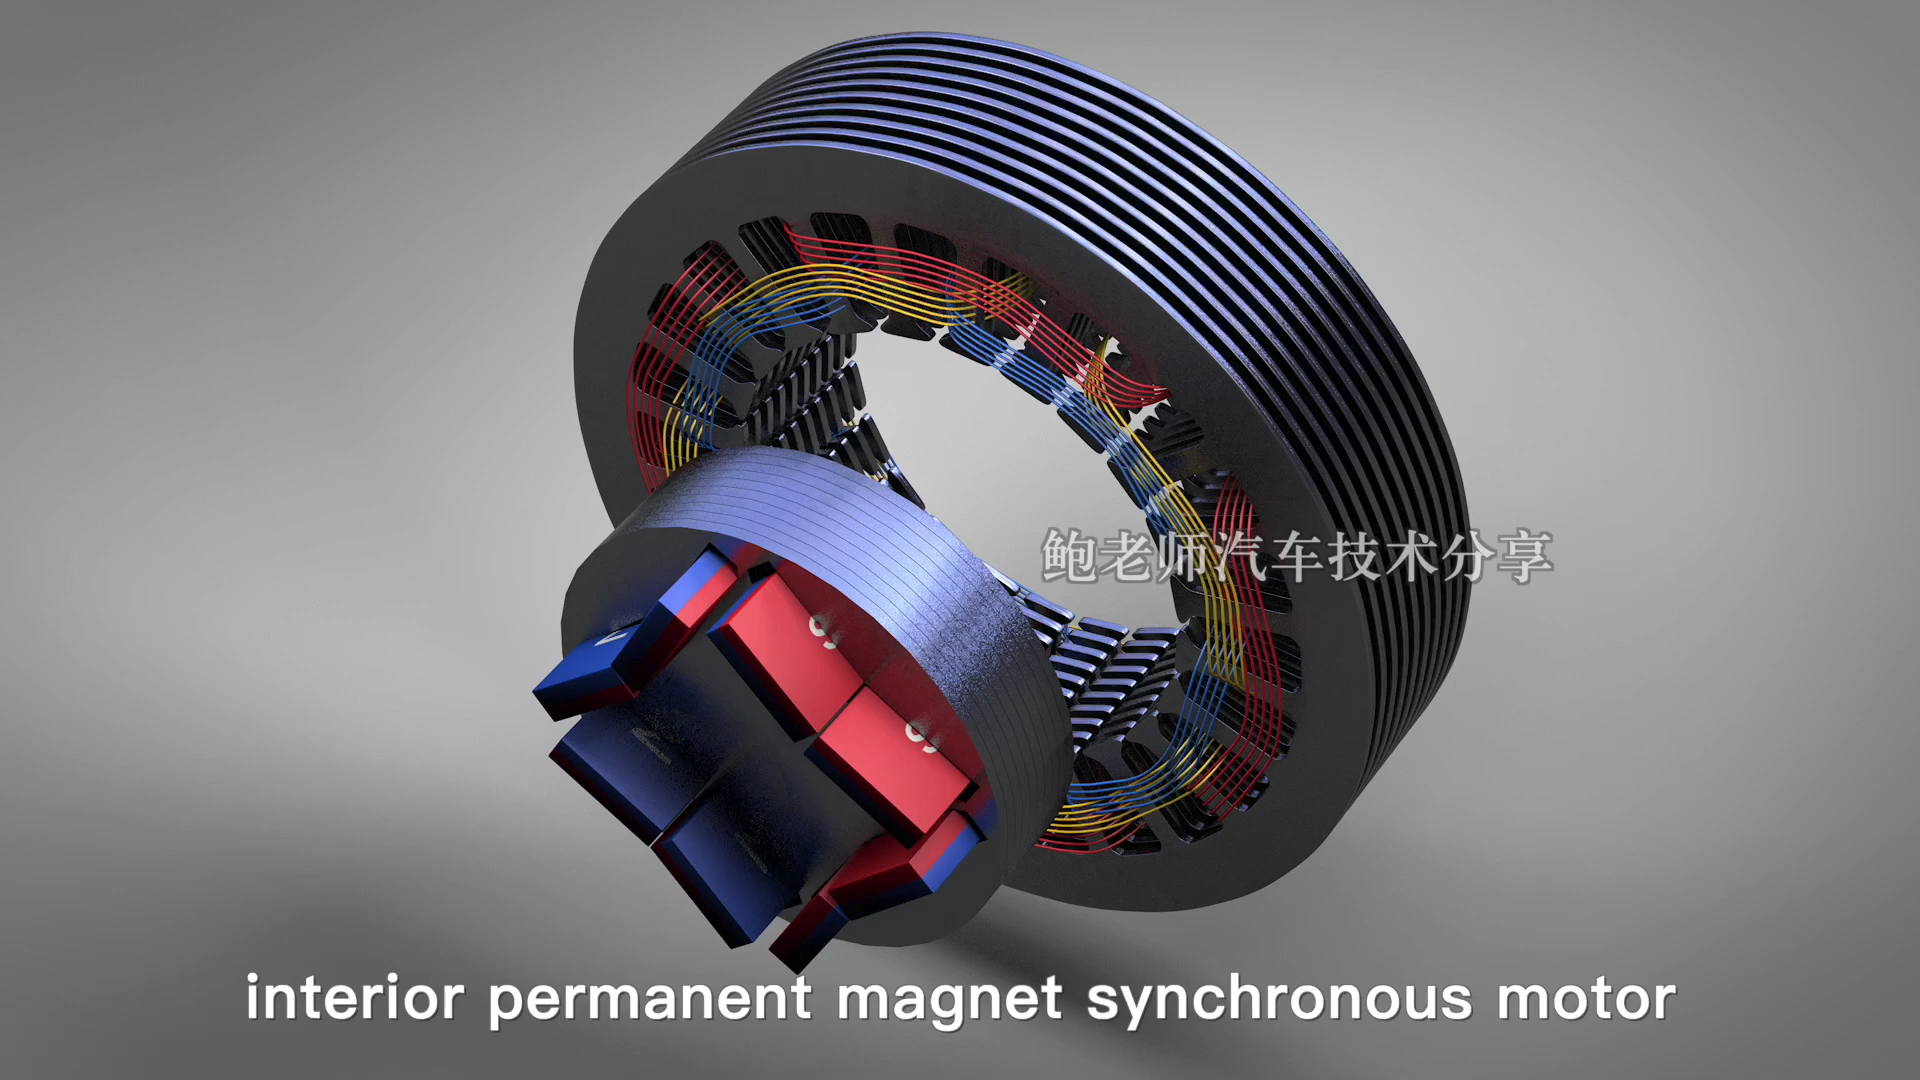 鲍老师汽车技术分享
interior permanent magnet synchronous motor